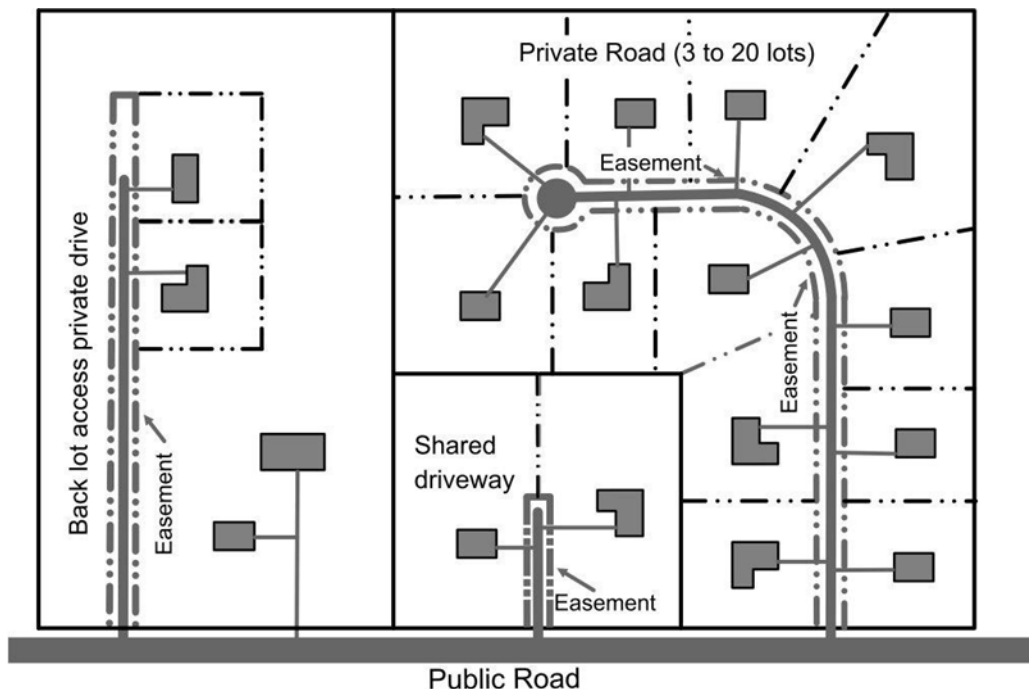 Private Road (3 to 20 lots)
Easement
Back lot access private drive
Easement
Easement
Shared
driveway
Easement
Public Road